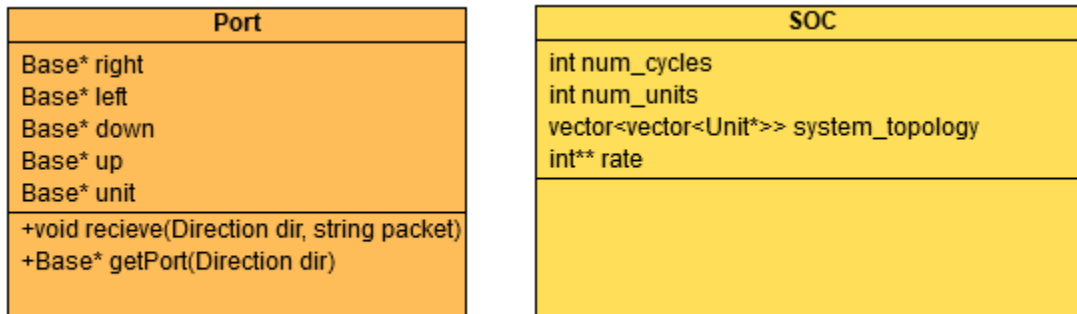 Port
Base* right
Base* left
Base* down
Base* up
Base* unit
+void recieve(Direction dir, string packet)
+Base* getPort(Direction dir)
SOC
int num_cycles
int num_units
vector<vector<Unit*>> system_topology
int** rate